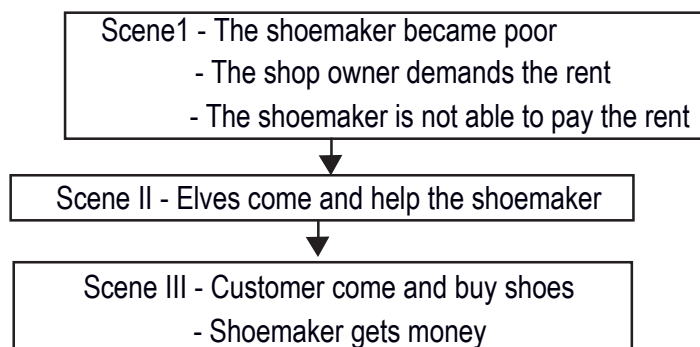 Scene1 - The shoemaker became poor
- The shop owner demands the rent
- The shoemaker is not able to pay the rent
Scene II - Elves come and help the shoemaker
Scene III - Customer come and buy shoes
- Shoemaker gets money